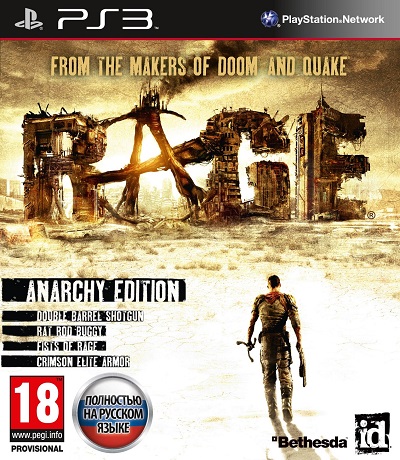 PS3
PlayStation®Network
FROM THE MAKERS OF DOOM AND QUAKE
RAGE®
ANARCHY EDITION
DOUBLE BARREL SHOTGUN
RAT ROD BUGGY
FISTS OF RAGE
CRIMSON ELITE ARMOR
18
www.pegi.info
PROVISIONAL
ПОЛНОСТЬЮ
НА РУССКОМ
ЯЗЫКЕ
Bethesda
id